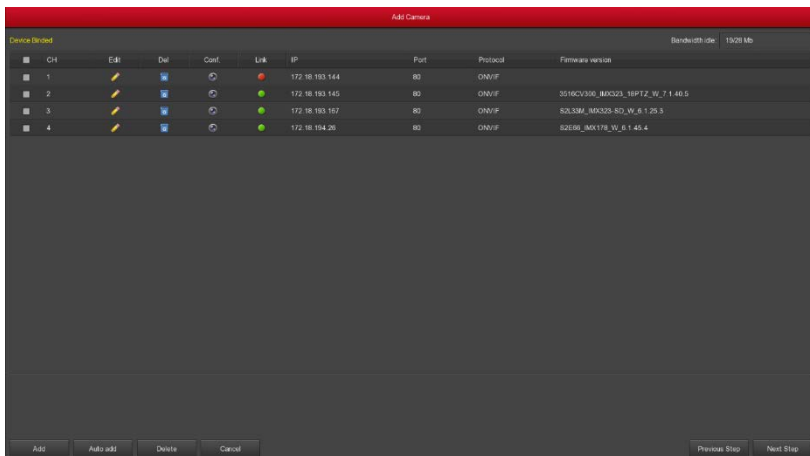 Add Camera
Device Binded
Bandwidth idle: 19/28 Mb
CH Edit Del Conf. Link IP Port Protocol Firmware version
1 172.18.193.144 80 ONVIF
2 172.18.193.145 80 ONVIF 3516CV300_IMX323_18PTZ_W_7.1.40.5
3 172.18.193.167 80 ONVIF S2L33M_IMX323-SD_W_6.1.25.5
4 172.18.194.26 80 ONVIF S2E66_IMX178_W_6.1.45.4
Add Auto add Delete Cancel Previous Step Next Step